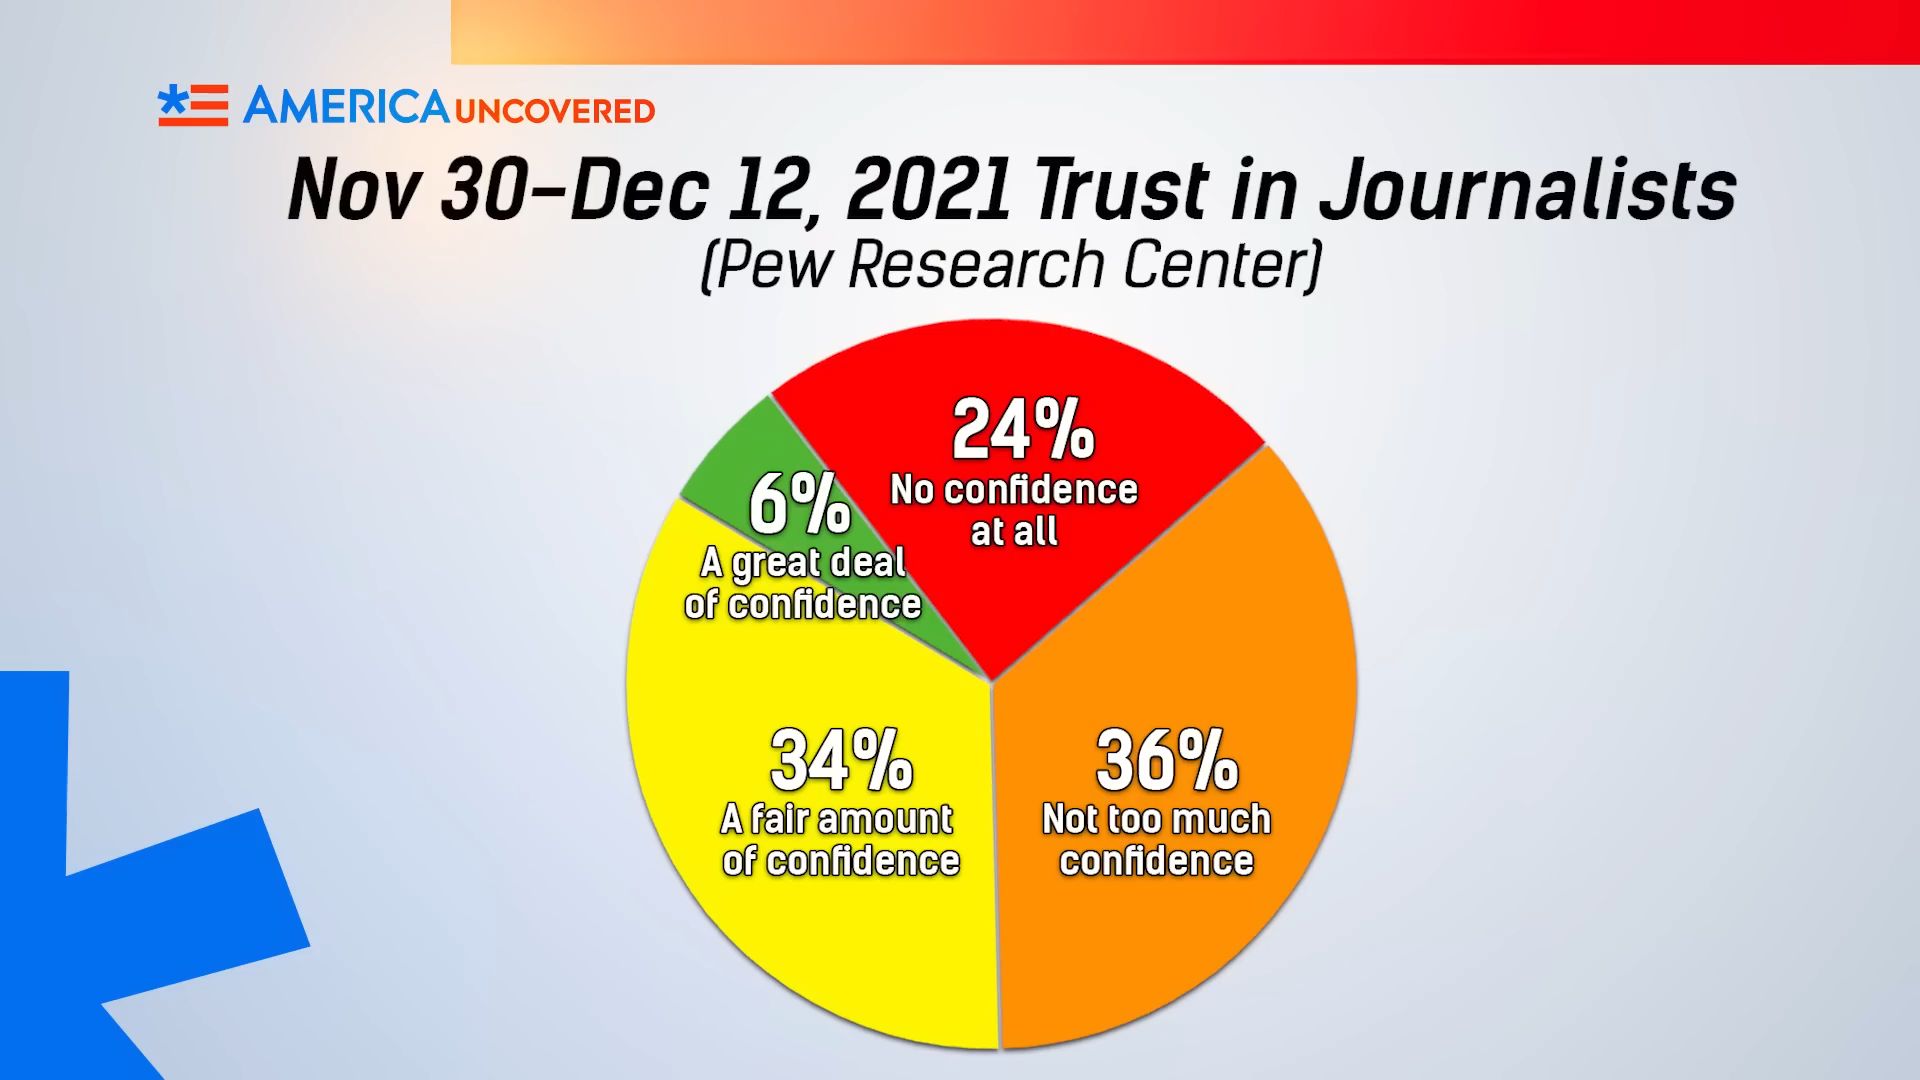 AMERICA UNCOVERED
Nov 30–Dec 12, 2021 Trust in Journalists
(Pew Research Center)
24%
No confidence
at all
6%
A great deal
of confidence
34%
A fair amount
of confidence
36%
Not too much
confidence